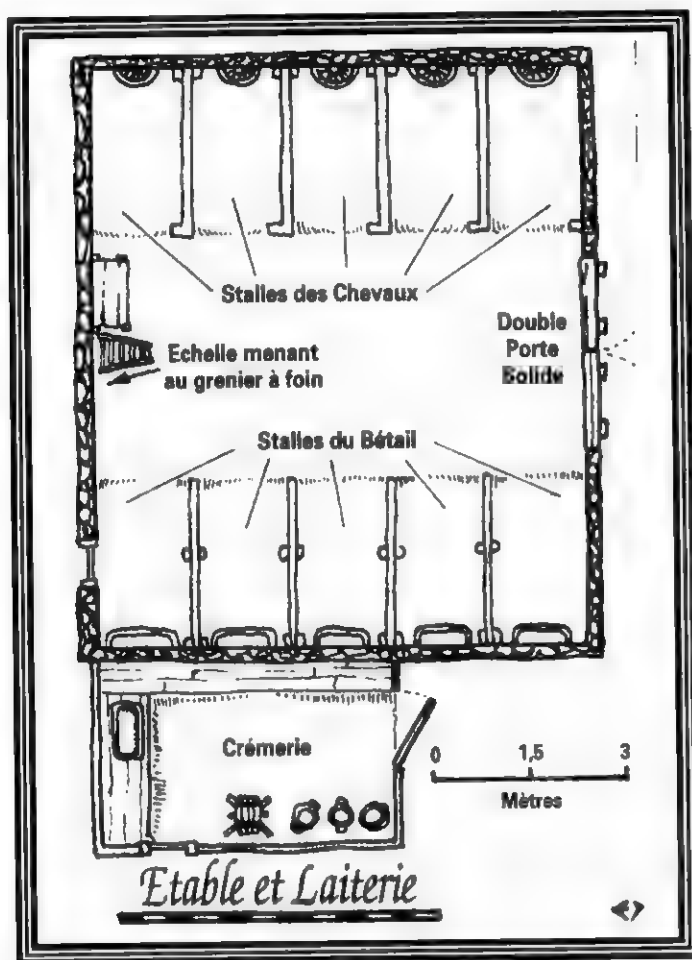 Stalles des Chevaux
Echelle menant
au grenier à foin
Double
Porte
Solide
Stalles du Bétail
Crémerie
0 1,5 3
Mètres
Etable et Laiterie